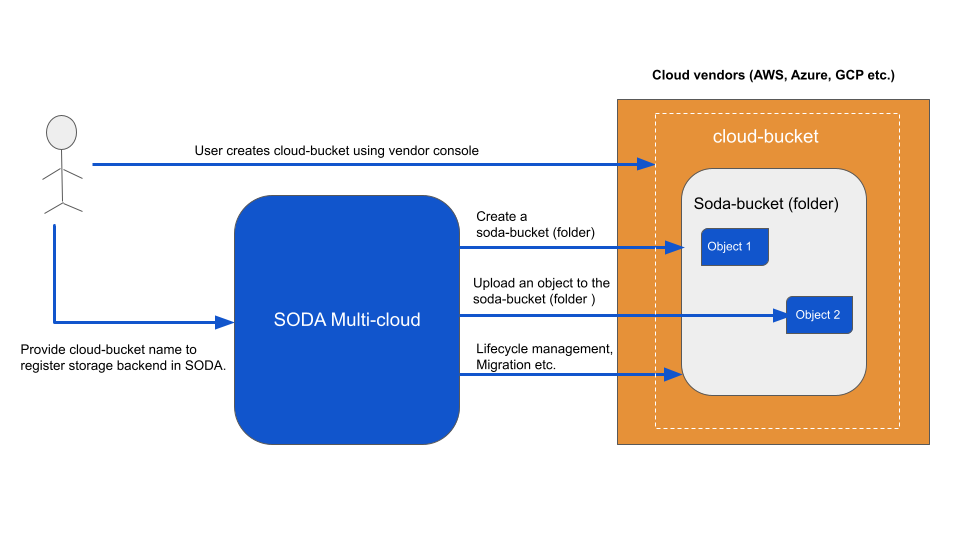 Cloud vendors (AWS, Azure, GCP etc.)
cloud-bucket
User creates cloud-bucket using vendor console
Soda-bucket (folder)
Create a
soda-bucket (folder)
Object 1
Upload an object to the
soda-bucket (folder )
Object 2
SODA Multi-cloud
Lifecycle management,
Migration etc.
Provide cloud-bucket name to
register storage backend in SODA.